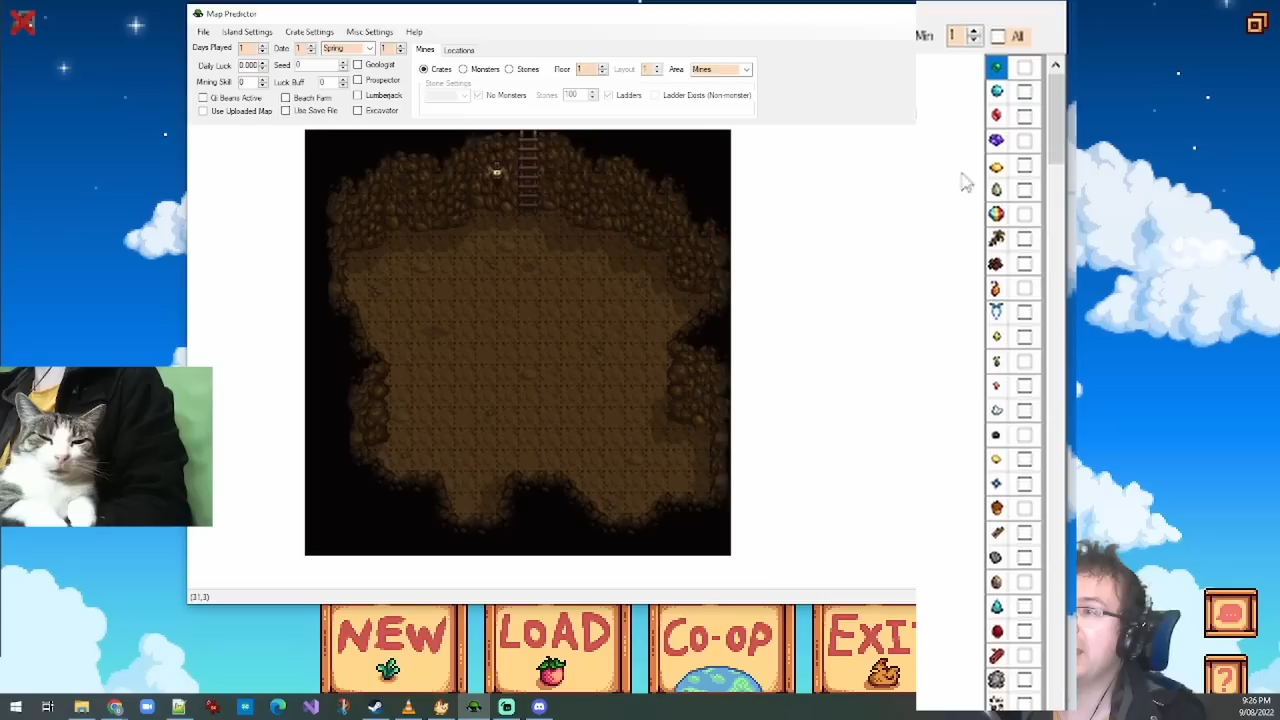 Map Predictor
File Island Settings Crate Settings Misc Settings Help
Days Played 1 Date 1 Spring 1 Mines Locations
Daily Luck 0.000 Seed Geologist Crates Monsters Stones Floor 1 Layout 1 Area Mines
Mining Skill 0 Luck Buff 0 Prospector Stone Settings
Lumberjack No Monsters Stones 100 Ladders Ladder Exists (Non-monster)
Qi Beans Active Beach Farm
Use Uploaded Map Use Save File Excavator
Min 1 All
(31,3)
NEW LOA Co-op EXIT
?
9:26 PM